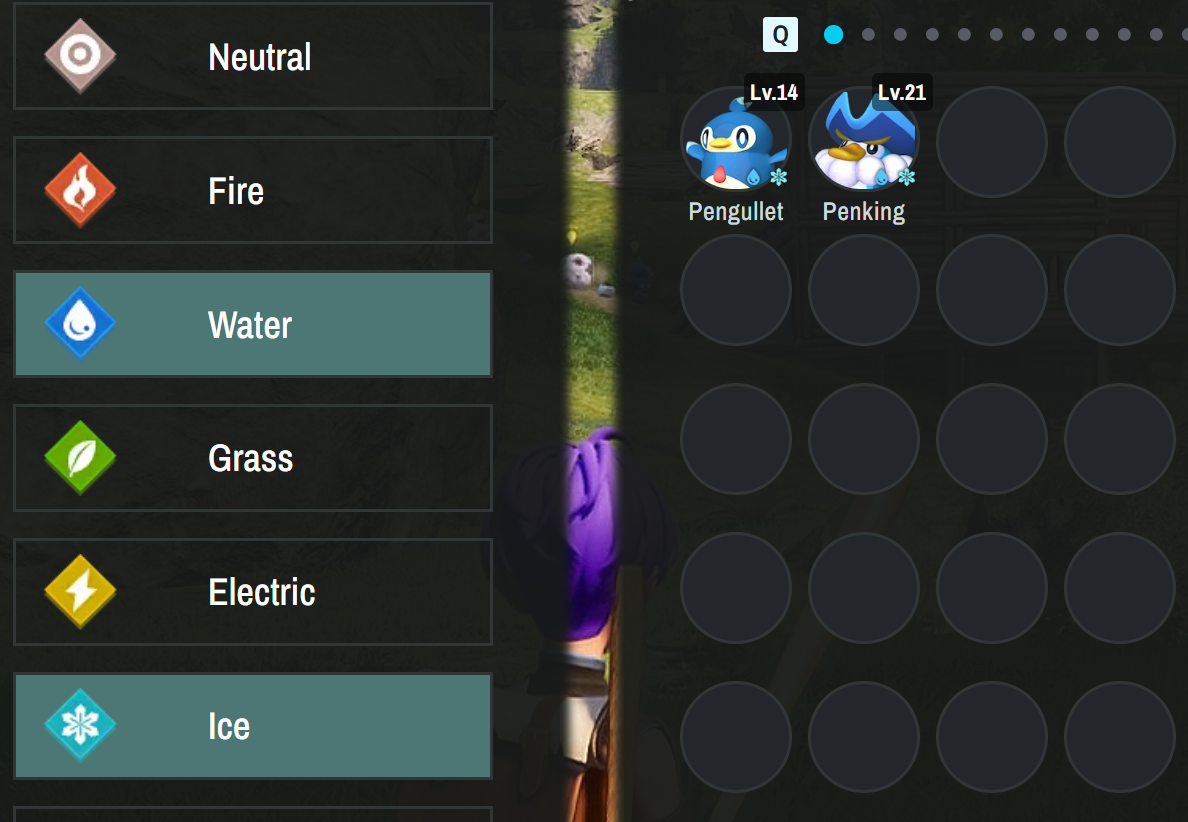 Neutral
Fire
Water
Grass
Electric
Ice
Q
Lv.14
Lv.21
Pengullet
Penking